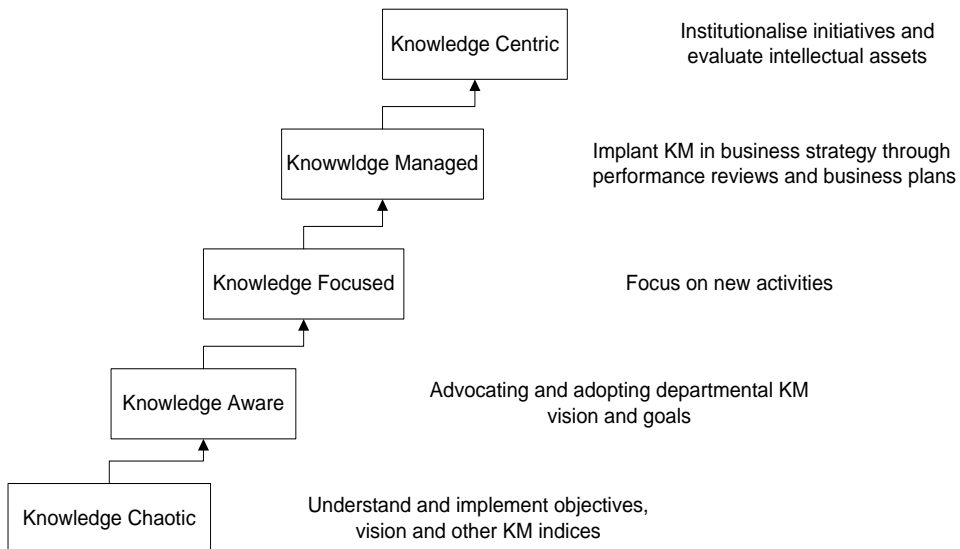 Knowledge Centric
Institutionalise initiatives and
evaluate intellectual assets
Knowwldge Managed
Implant KM in business strategy through
performance reviews and business plans
Knowledge Focused
Focus on new activities
Knowledge Aware
Advocating and adopting departmental KM
vision and goals
Knowledge Chaotic
Understand and implement objectives,
vision and other KM indices